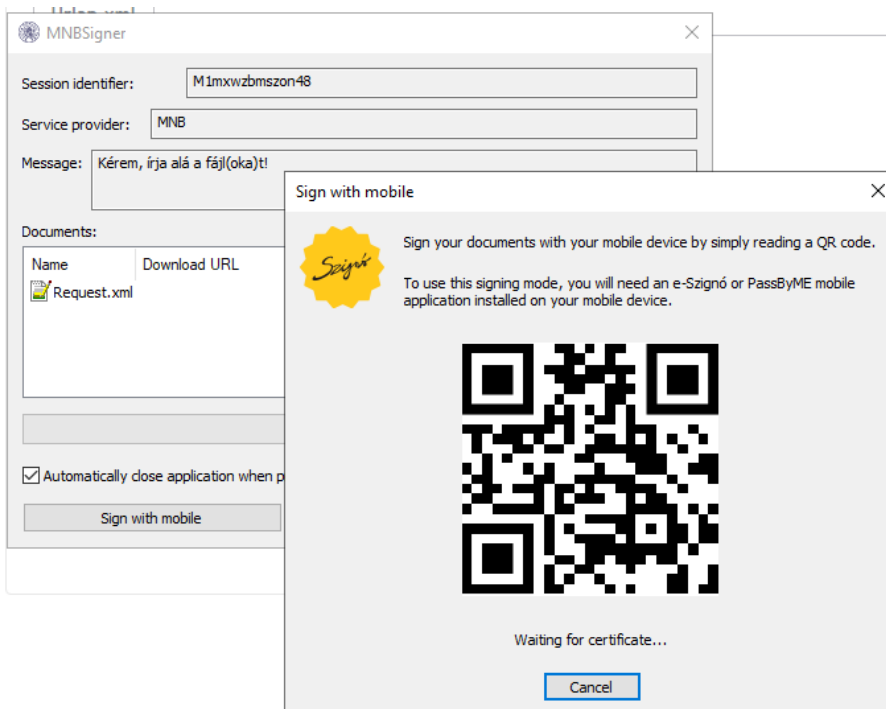 MNBSigner
Session identifier:
M1mxwzbmszon48
Service provider:
MNB
Message:
Kérem, írja alá a fájl(oka)t!
Documents:
Name
Download URL
Request.xml
Automatically close application when p
Sign with mobile
Sign with mobile
Szignó
Sign your documents with your mobile device by simply reading a QR code.
To use this signing mode, you will need an e-Szignó or PassByME mobile
application installed on your mobile device.
Waiting for certificate...
Cancel